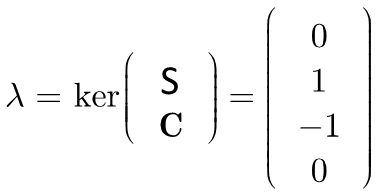 λ = ker( S C ) = ( 0 1 −1 0 )